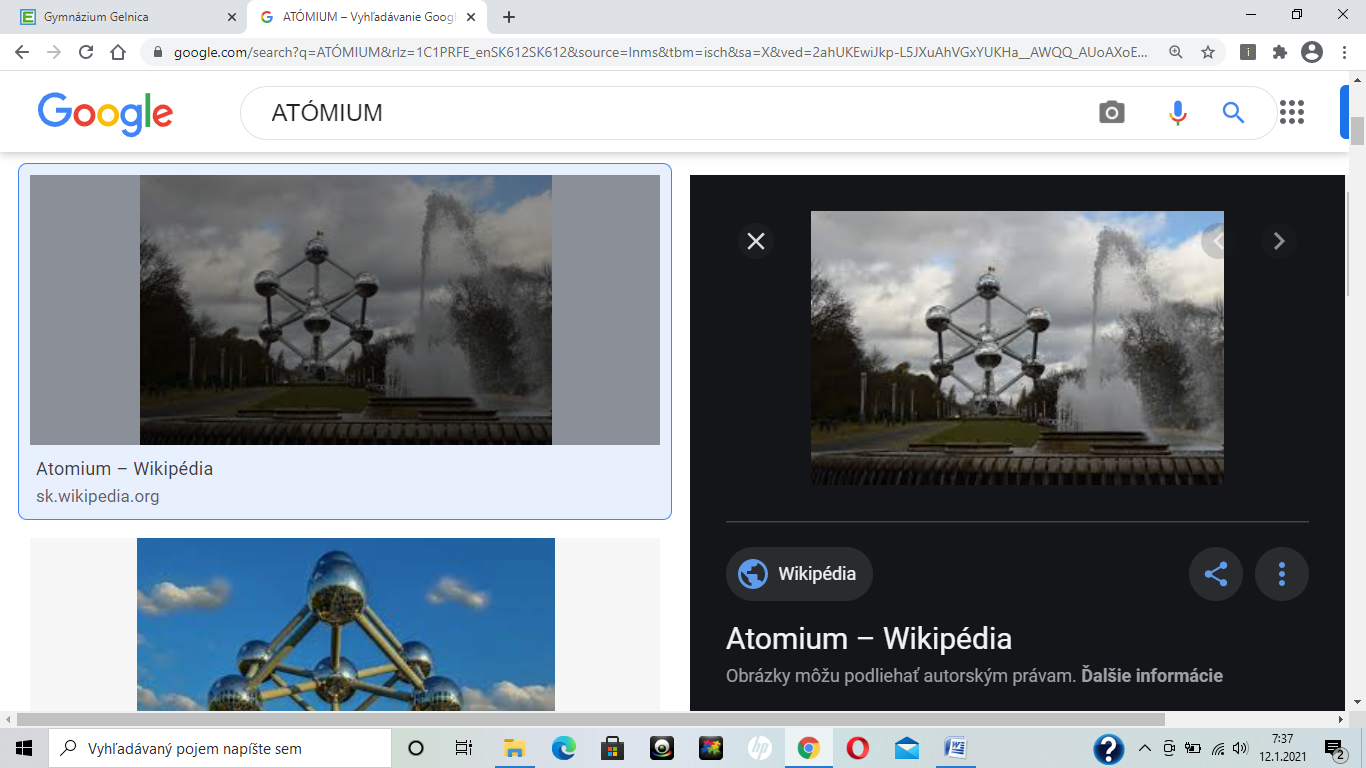 Gymnázium Gelnica
ATÓMIUM – Vyhľadávanie Googl
google.com/search?q=ATÓMIUM&rlz=1C1PRFE_enSK612SK612&source=lnms&tbm=isch&sa=X&ved=2ahUKEwiJkp-L5JXuAhVGxYUKHa__AWQQ_AUoAXoE...
Google
ATÓMIUM
Atomium – Wikipédia
sk.wikipedia.org
Wikipédia
Atomium – Wikipédia
Obrázky môžu podliehať autorským právam. Ďalšie informácie
Vyhľadávaný pojem napíšte sem
hp
7:37
12.1.2021
2